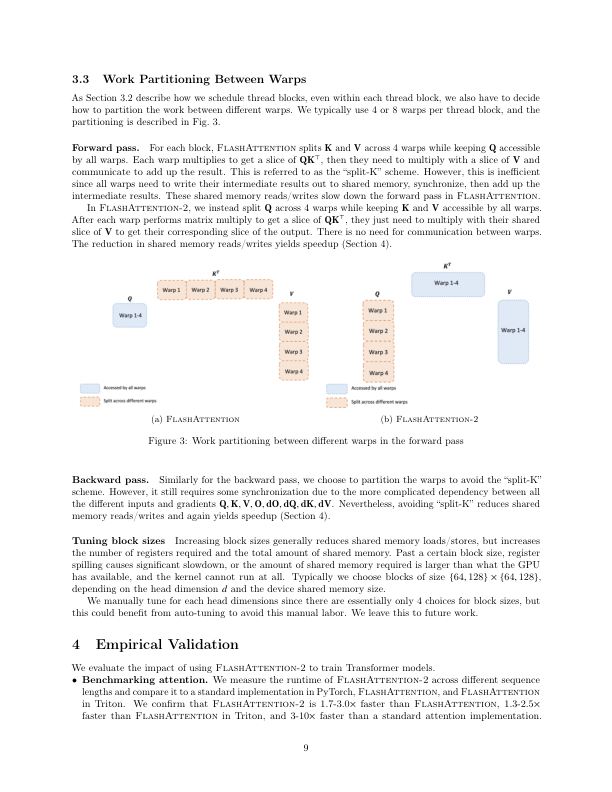 3.3 Work Partitioning Between Warps
As Section 3.2 describe how we schedule thread blocks, even within each thread block, we also have to decide
how to partition the work between different warps. We typically use 4 or 8 warps per thread block, and the
partitioning is described in Fig. 3.
Forward pass. For each block, FlashAttention splits K and V across 4 warps while keeping Q accessible
by all warps. Each warp multiplies to get a slice of QK⊤, then they need to multiply with a slice of V and
communicate to add up the result. This is referred to as the “split-K” scheme. However, this is inefficient
since all warps need to write their intermediate results out to shared memory, synchronize, then add up the
intermediate results. These shared memory reads/writes slow down the forward pass in FlashAttention.
In FlashAttention-2, we instead split Q across 4 warps while keeping K and V accessible by all warps.
After each warp performs matrix multiply to get a slice of QK⊤, they just need to multiply with their shared
slice of V to get their corresponding slice of the output. There is no need for communication between warps.
The reduction in shared memory reads/writes yields speedup (Section 4).
Kᵀ
Warp 1 Warp 2 Warp 3 Warp 4
Q
Warp 1-4
V
Warp 1
Warp 2
Warp 3
Warp 4
Accessed by all warps
Split across different warps
(a) FlashAttention
Kᵀ
Warp 1-4
Q
Warp 1
Warp 2
Warp 3
Warp 4
V
Warp 1-4
Accessed by all warps
Split across different warps
(b) FlashAttention-2
Figure 3: Work partitioning between different warps in the forward pass
Backward pass. Similarly for the backward pass, we choose to partition the warps to avoid the “split-K”
scheme. However, it still requires some synchronization due to the more complicated dependency between all
the different inputs and gradients Q, K, V, O, dO, dQ, dK, dV. Nevertheless, avoiding “split-K” reduces shared
memory reads/writes and again yields speedup (Section 4).
Tuning block sizes Increasing block sizes generally reduces shared memory loads/stores, but increases
the number of registers required and the total amount of shared memory. Past a certain block size, register
spilling causes significant slowdown, or the amount of shared memory required is larger than what the GPU
has available, and the kernel cannot run at all. Typically we choose blocks of size {64, 128} × {64, 128},
depending on the head dimension d and the device shared memory size.
We manually tune for each head dimensions since there are essentially only 4 choices for block sizes, but
this could benefit from auto-tuning to avoid this manual labor. We leave this to future work.
4 Empirical Validation
We evaluate the impact of using FlashAttention-2 to train Transformer models.
• Benchmarking attention. We measure the runtime of FlashAttention-2 across different sequence
lengths and compare it to a standard implementation in PyTorch, FlashAttention, and FlashAttention
in Triton. We confirm that FlashAttention-2 is 1.7-3.0× faster than FlashAttention, 1.3-2.5×
faster than FlashAttention in Triton, and 3-10× faster than a standard attention implementation.
9